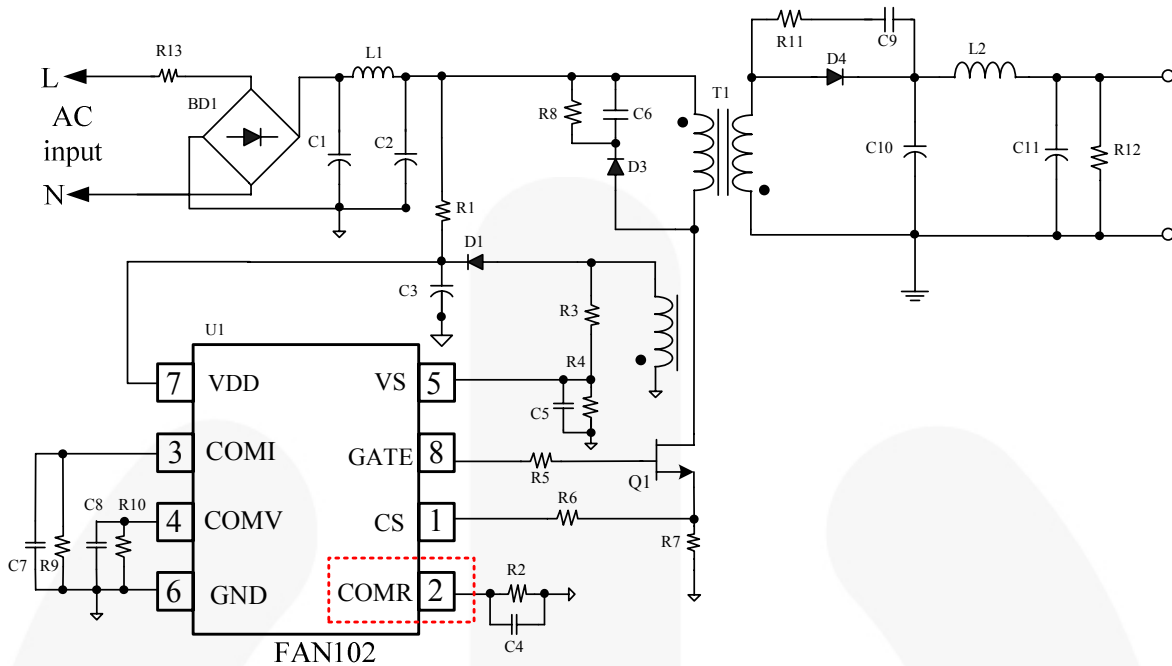 R11
C9
L1
D4
L2
R13
L
BD1
T1
AC
input
C1
C2
R8
C6
C10
C11
R12
D3
N
R1
D1
C3
R3
U1
R4
7
VDD
VS
5
C5
3
COMI
GATE
8
R5
Q1
C8
R10
R6
4
COMV
CS
1
R7
C7
R9
R2
6
GND
COMR
2
C4
FAN102